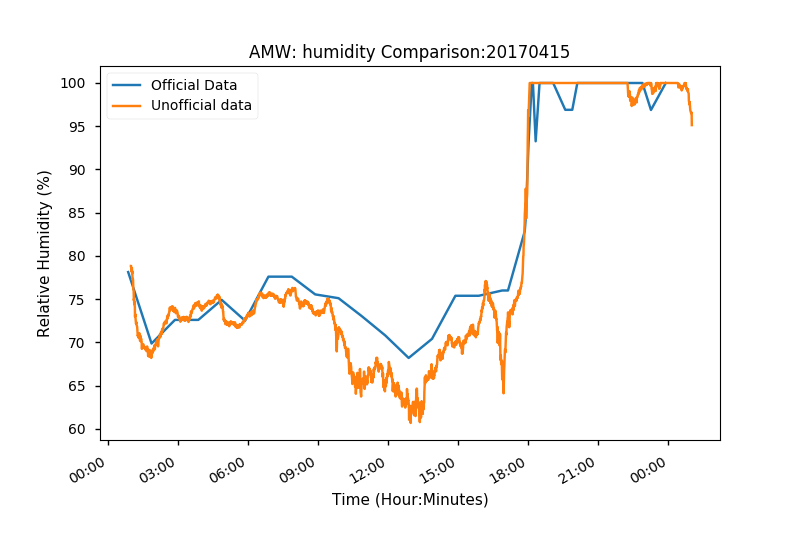 AMW: humidity Comparison:20170415
Official Data
Unofficial data
Relative Humidity (%)
100
95
90
85
80
75
70
65
60
00:00 03:00 06:00 09:00 12:00 15:00 18:00 21:00 00:00
Time (Hour:Minutes)